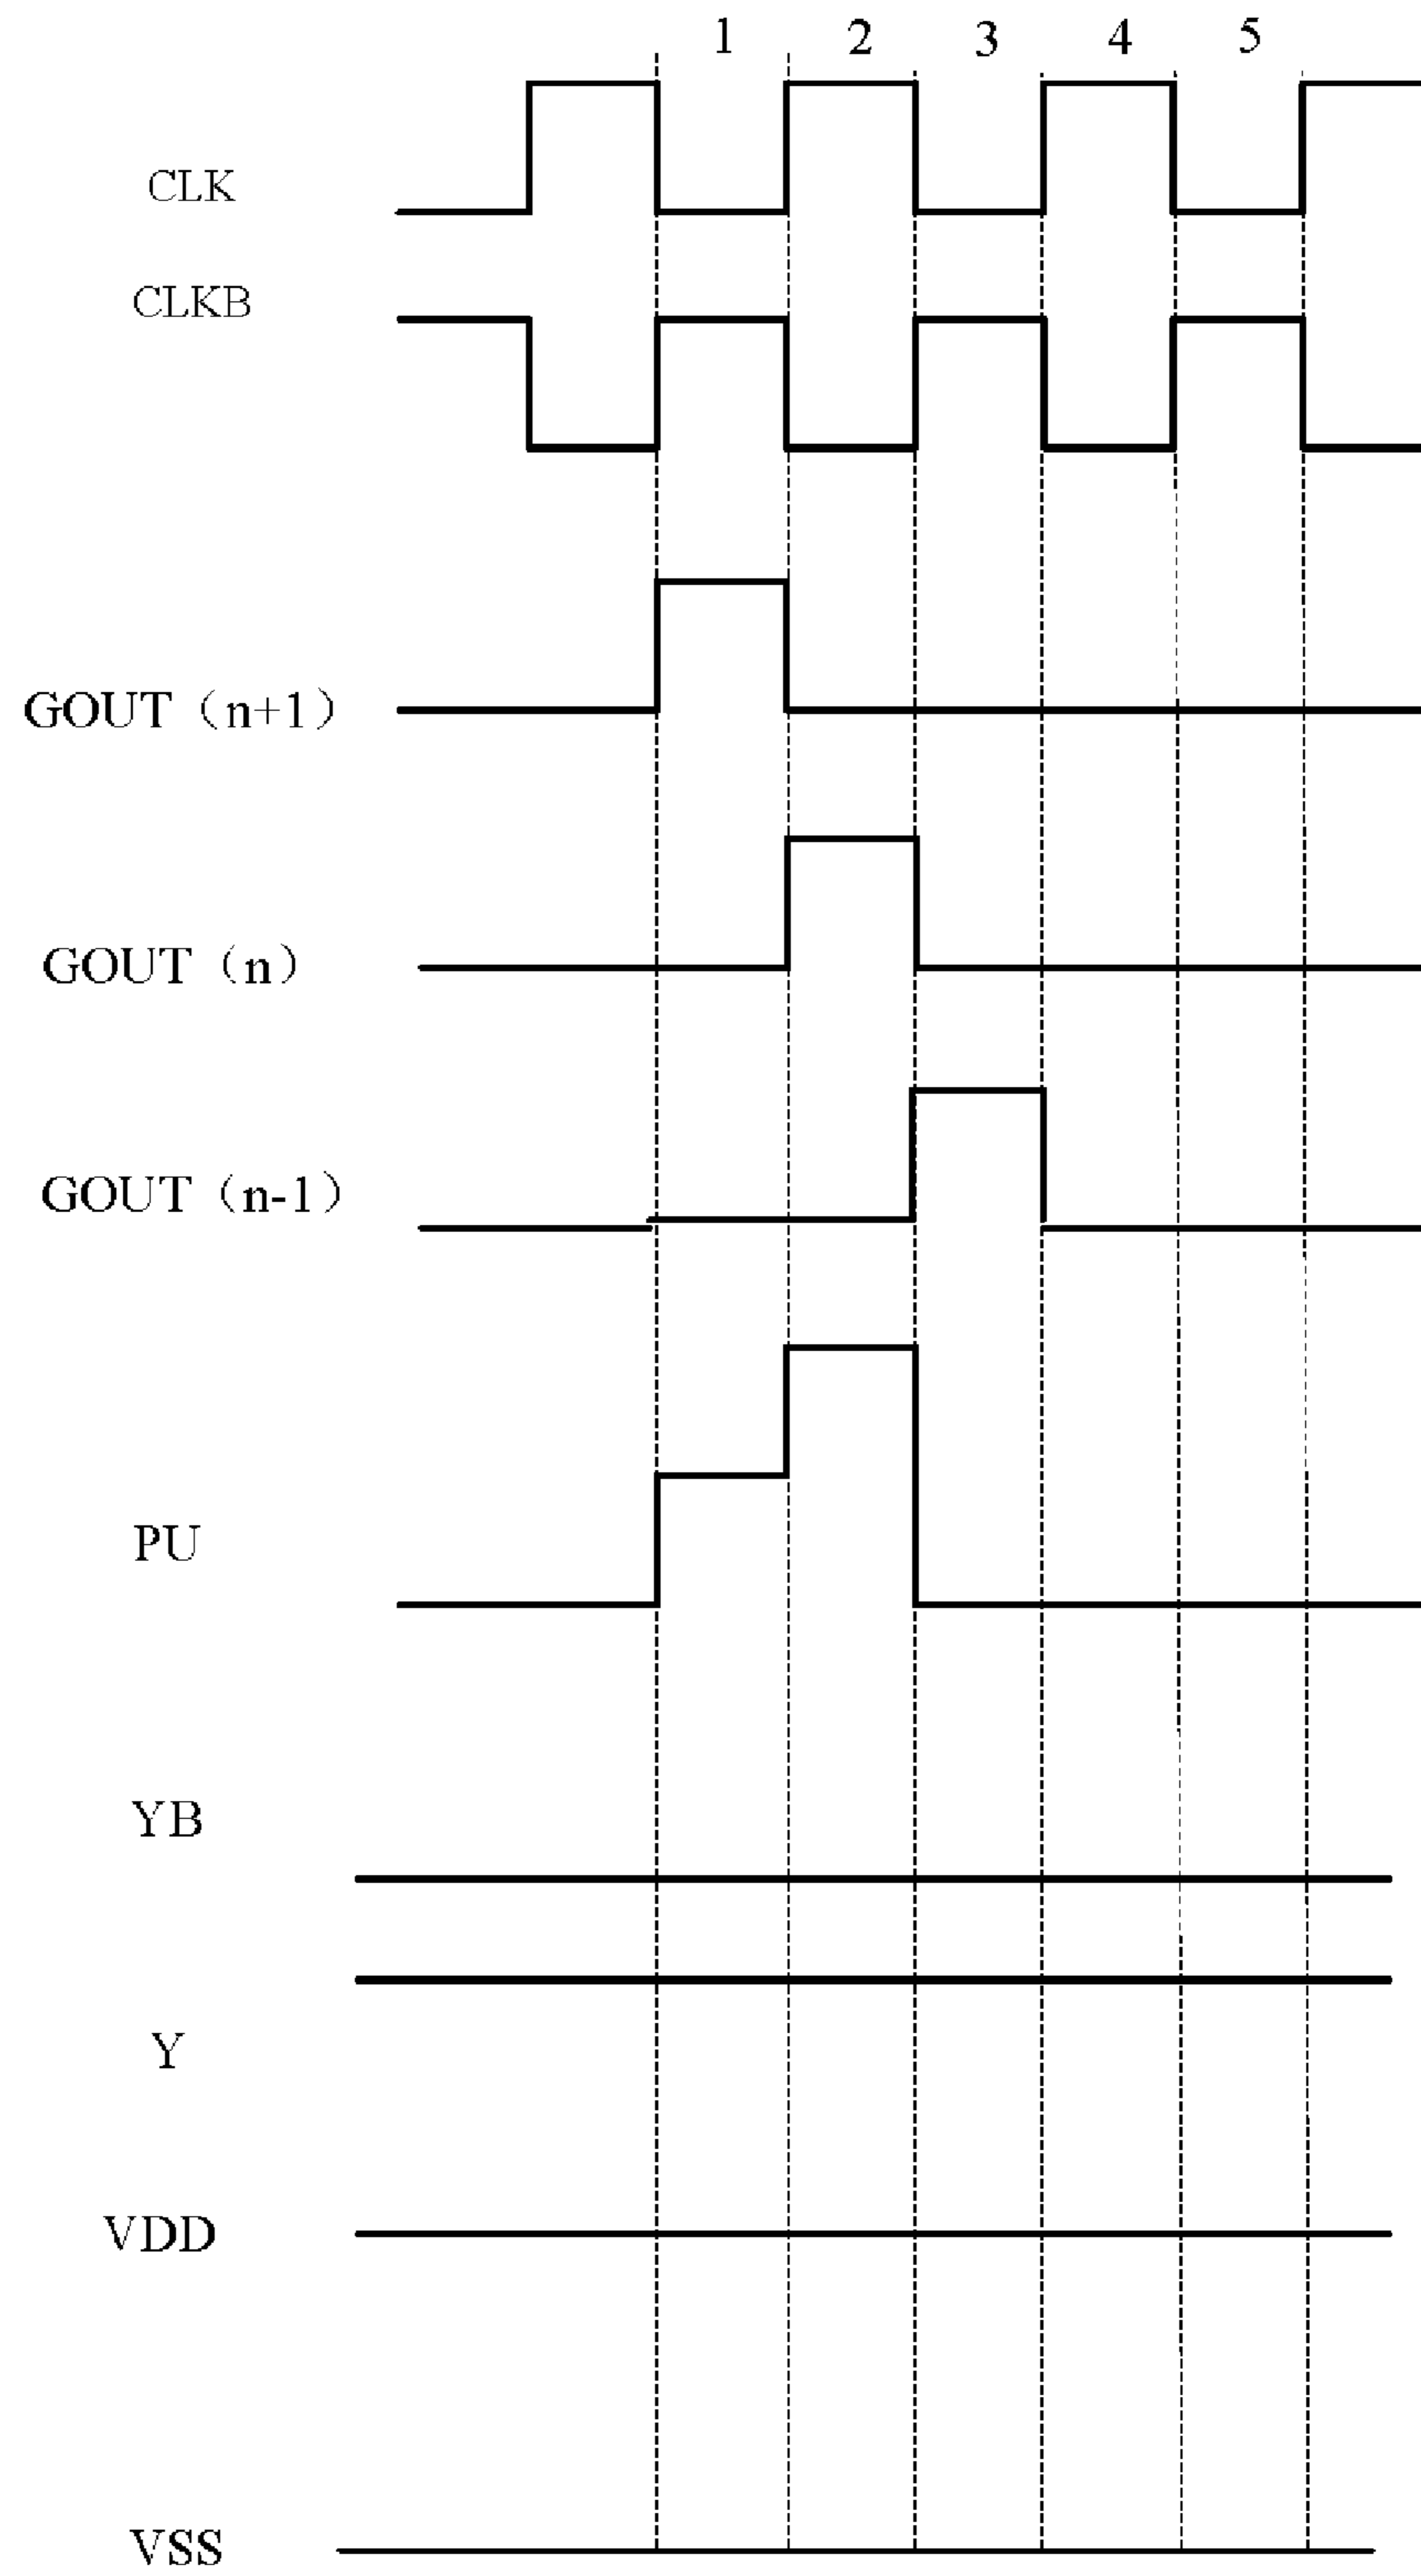 1 2 3 4 5
CLK
CLKB
GOUT（n+1）
GOUT（n）
GOUT（n-1）
PU
YB
Y
VDD
VSS